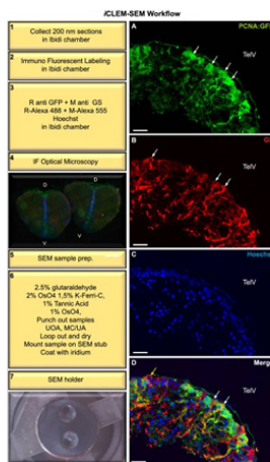 iCLEM-SEM Workflow
1
Collect 200 nm sections
in Ibidi chamber
2
Immuno Fluorescent Labeling
in Ibidi chamber
3
R anti GFP + M anti GS
R-Alexa 488 + M-Alexa 555
Hoechst
in Ibidi chamber
4
IF Optical Microscopy
D
D
V
V
5
SEM sample prep.
6
2.5% glutaraldehyde
2% OsO4 1,5% K-Ferri-C,
1% Tannic Acid
1% OsO4,
Punch out samples
UOA, MC/UA
Loop out and dry
Mount sample on SEM stub
Coat with iridium
7
SEM holder
A
PCNA:GFP
TelV
B
G
TelV
C
Hoechs
TelV
D
Merg
TelV